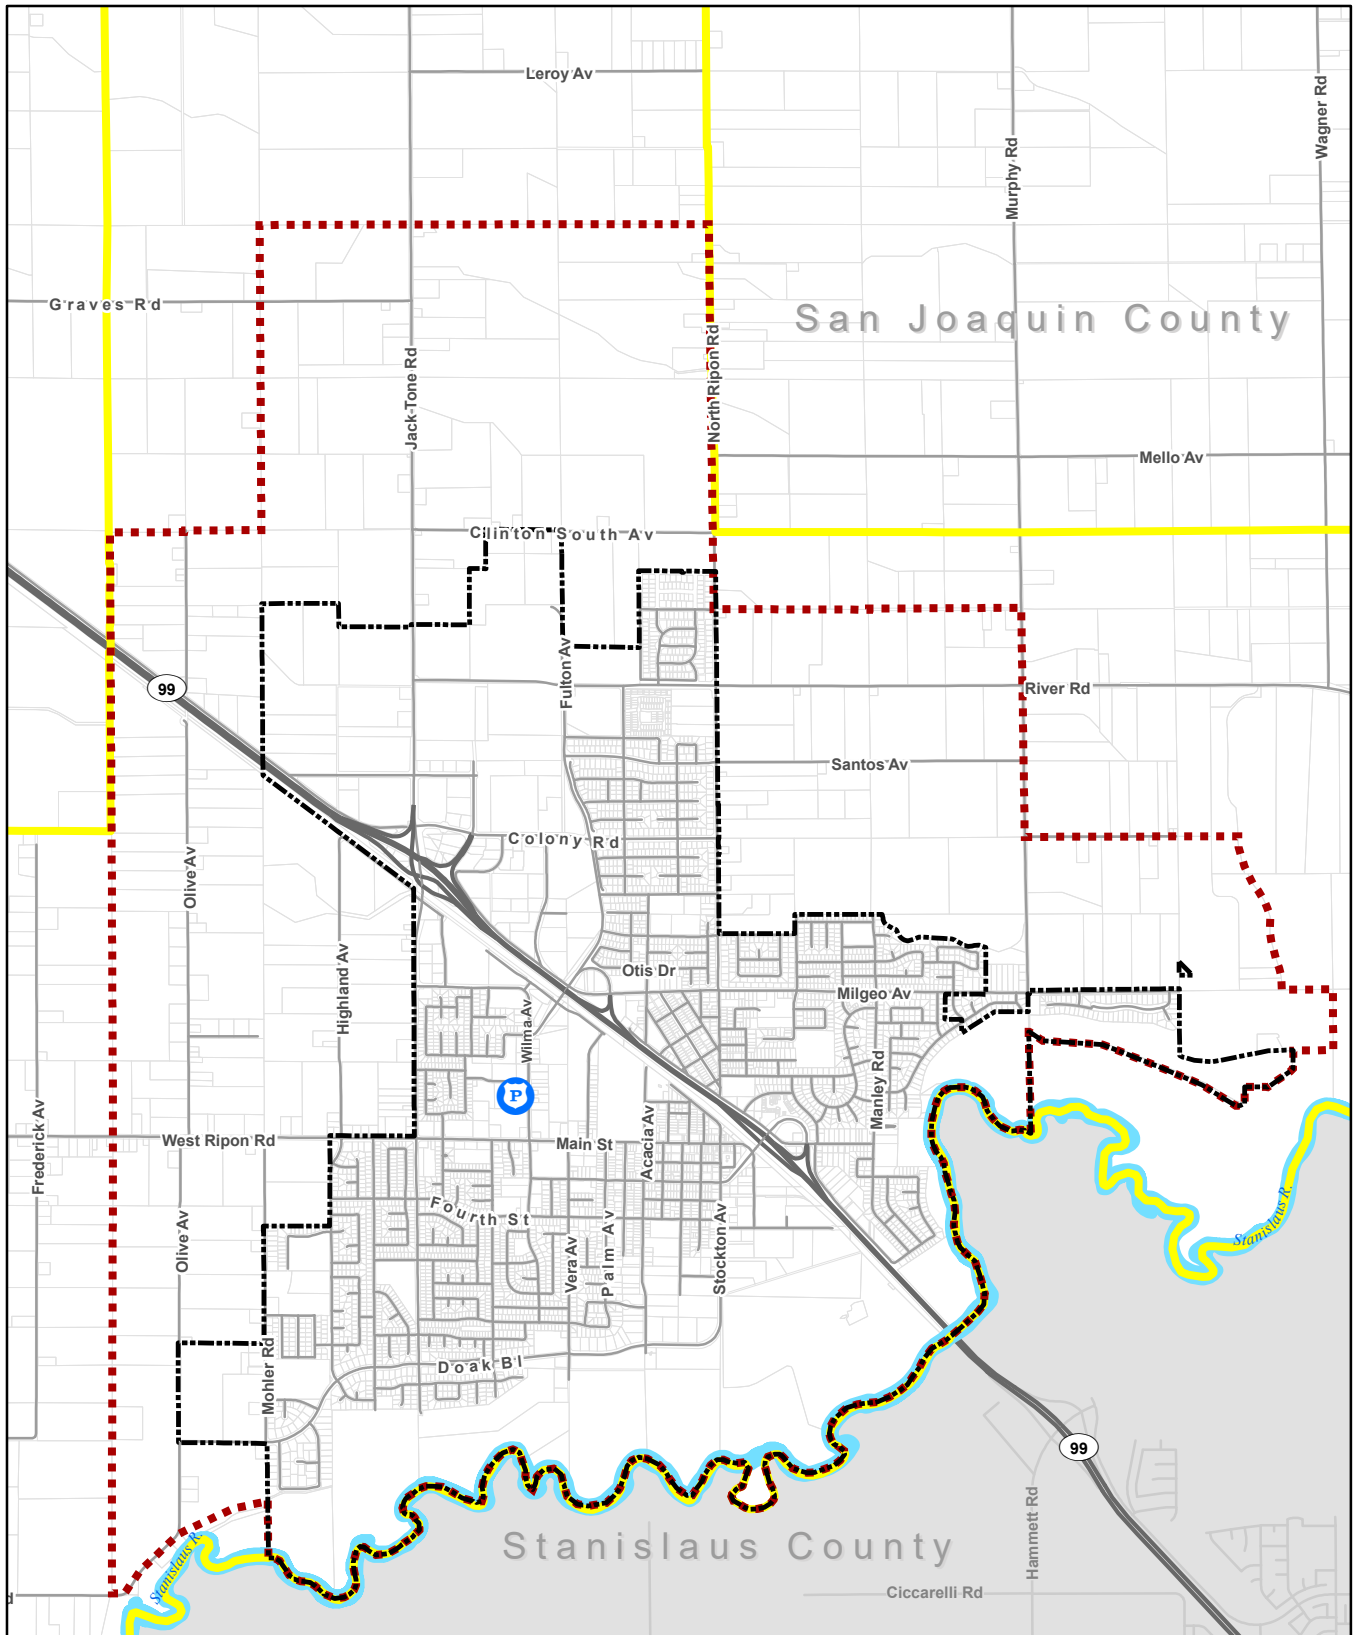 Leroy Av
Wagner Rd
Murphy Rd
Graves Rd
San Joaquin County
North Ripon Rd
Jack Tone Rd
Mello Av
Clinton South Av
Fulton Av
99
River Rd
Santos Av
Colony Rd
Olive Av
Highland Av
Otis Dr
Milgeo Av
Wilma Av
Manley Rd
P
Frederick Av
West Ripon Rd
Main St
Acacia Av
Fourth St
Olive Av
Vera Av
Palm Av
Stockton Av
Stanislaus R.
Mohler Rd
Doak Bl
99
Hammett Rd
Stanislaus County
Stanislaus R.
Ciccarelli Rd
d